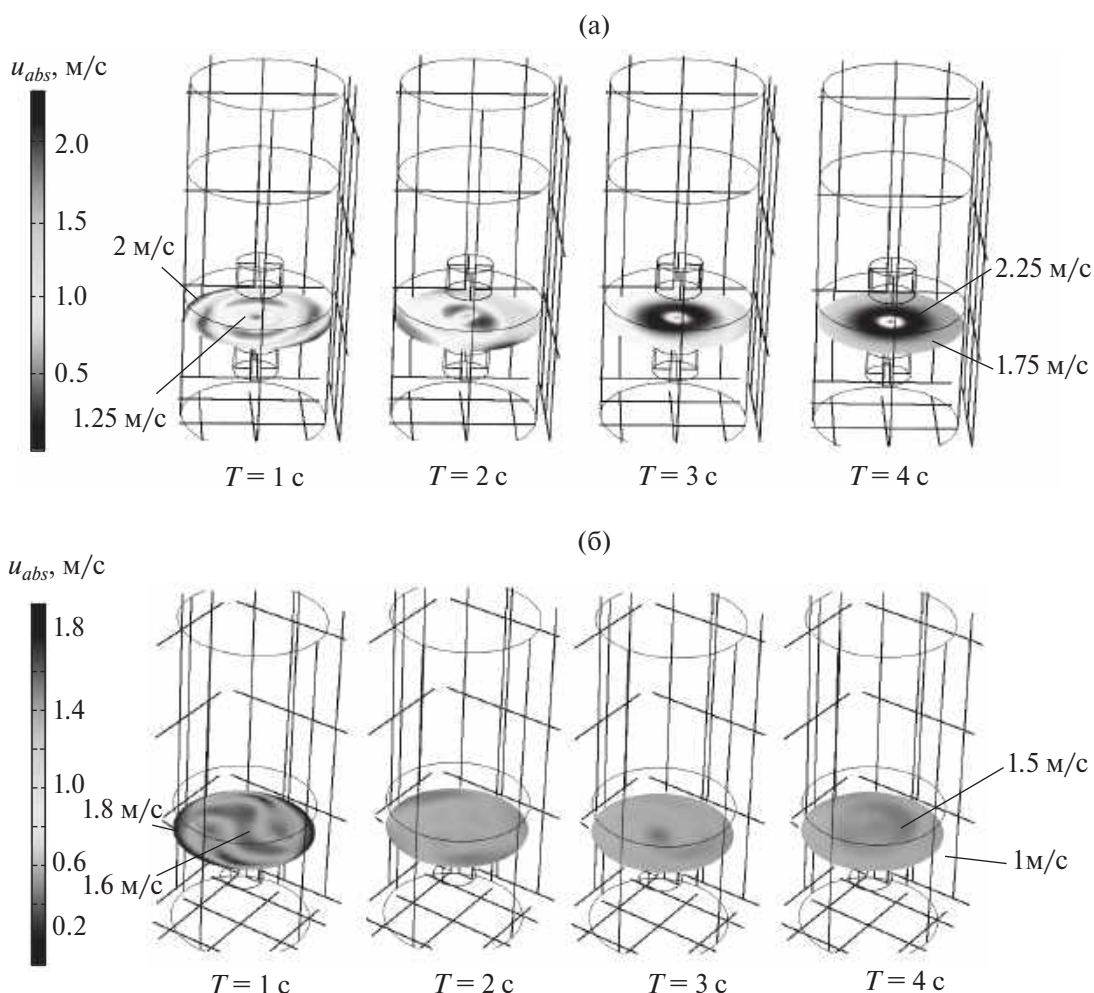 (а)
u_abs, м/с
2.0
1.5
1.0
0.5
2 м/с
1.25 м/с
2.25 м/с
1.75 м/с
T = 1 с
T = 2 с
T = 3 с
T = 4 с
(б)
u_abs, м/с
1.8
1.4
1.0
0.6
0.2
1.8 м/с
1.6 м/с
1.5 м/с
1м/с
T = 1 с
T = 2 с
T = 3 с
T = 4 с